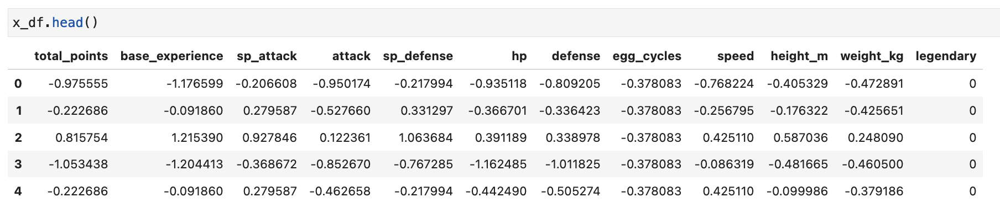 x_df.head()
total_points base_experience sp_attack attack sp_defense hp defense egg_cycles speed height_m weight_kg legendary
0 -0.975555 -1.176599 -0.206608 -0.950174 -0.217994 -0.935118 -0.809205 -0.378083 -0.768224 -0.405329 -0.472891 0
1 -0.222686 -0.091860 0.279587 -0.527660 0.331297 -0.366701 -0.336423 -0.378083 -0.256795 -0.176322 -0.425651 0
2 0.815754 1.215390 0.927846 0.122361 1.063684 0.391189 0.338978 -0.378083 0.425110 0.587036 0.248090 0
3 -1.053438 -1.204413 -0.368672 -0.852670 -0.767285 -1.162485 -1.011825 -0.378083 -0.086319 -0.481665 -0.460500 0
4 -0.222686 -0.091860 0.279587 -0.462658 -0.217994 -0.442490 -0.505274 -0.378083 0.425110 -0.099986 -0.379186 0